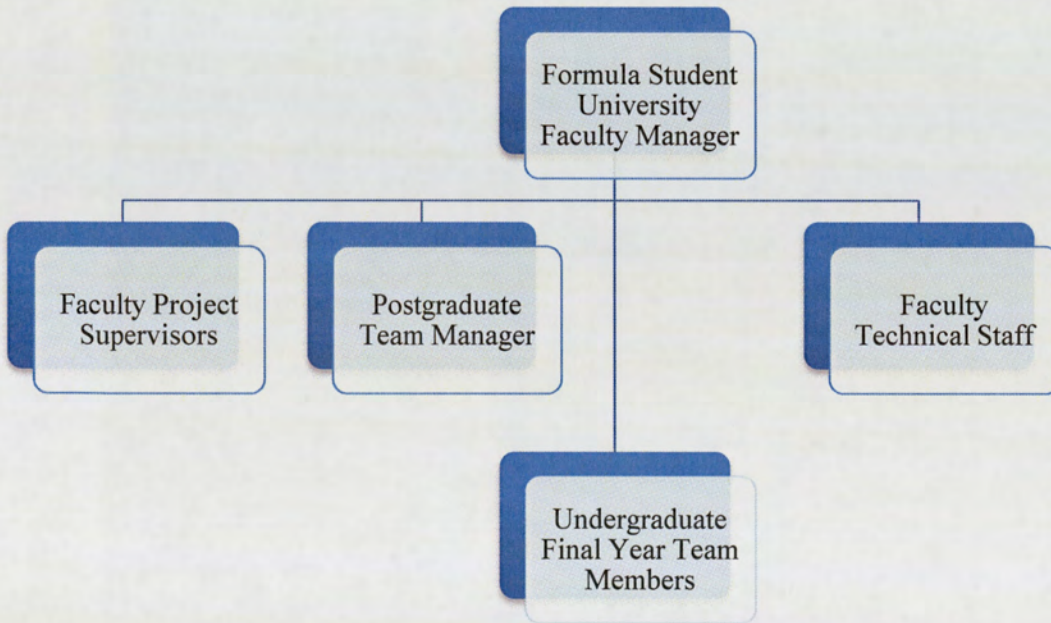 Formula Student
University
Faculty Manager
Faculty Project
Supervisors
Postgraduate
Team Manager
Faculty
Technical Staff
Undergraduate
Final Year Team
Members